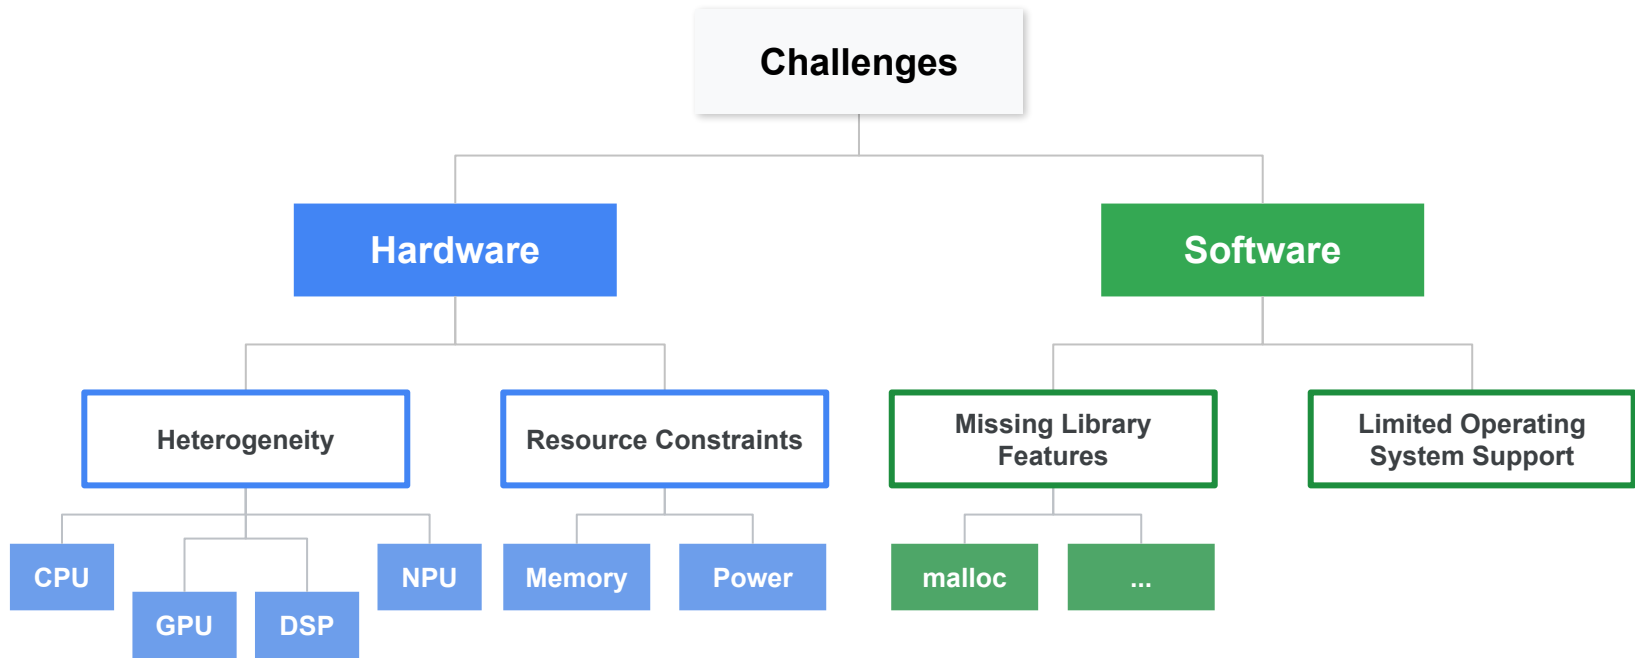 Challenges
Hardware
Software
Heterogeneity
Resource Constraints
Missing Library
Features
Limited Operating
System Support
CPU
GPU
DSP
NPU
Memory
Power
malloc
...